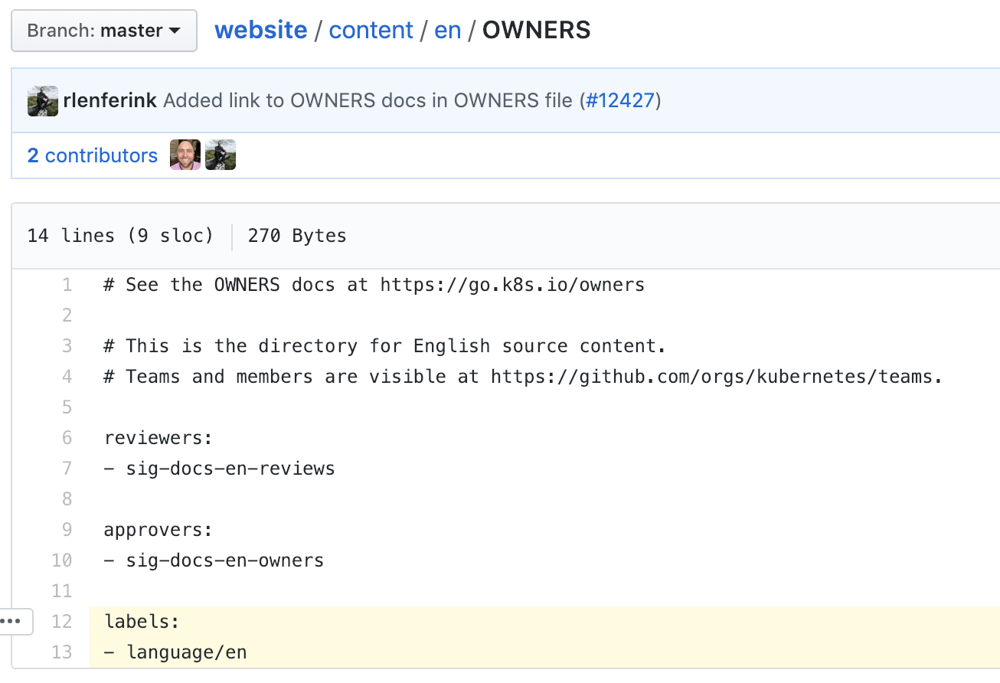 Branch: master website / content / en / OWNERS
rlenferink Added link to OWNERS docs in OWNERS file (#12427)
2 contributors
14 lines (9 sloc) 270 Bytes
1 # See the OWNERS docs at https://go.k8s.io/owners
2
3 # This is the directory for English source content.
4 # Teams and members are visible at https://github.com/orgs/kubernetes/teams.
5
6 reviewers:
7 - sig-docs-en-reviews
8
9 approvers:
10 - sig-docs-en-owners
11
12 labels:
13 - language/en